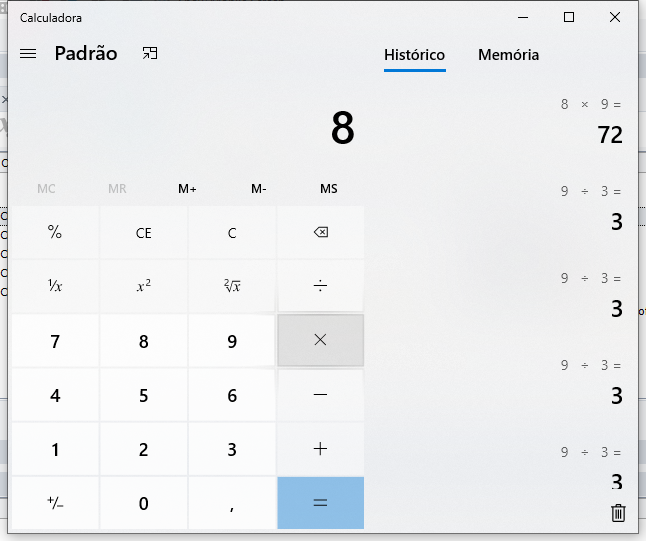 Calculadora
Padrão
Histórico
Memória
8
MC MR M+ M- MS
% CE C
¹/x x² ²√x ÷
7 8 9 ×
4 5 6 −
1 2 3 +
+/− 0 , =
8 × 9 =
72
9 ÷ 3 =
3
9 ÷ 3 =
3
9 ÷ 3 =
3
9 ÷ 3 =
3